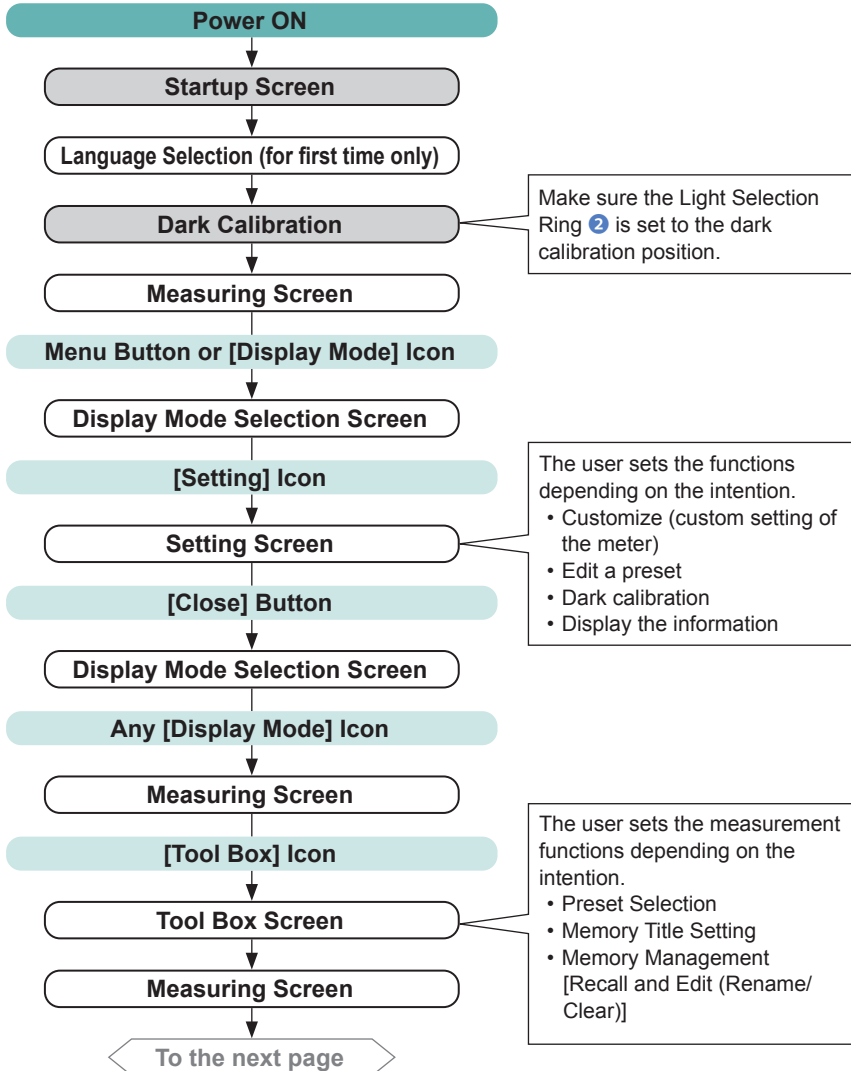 Power ON
Startup Screen
Language Selection (for first time only)
Dark Calibration
Make sure the Light Selection
Ring ❷ is set to the dark
calibration position.
Measuring Screen
Menu Button or [Display Mode] Icon
Display Mode Selection Screen
[Setting] Icon
Setting Screen
The user sets the functions
depending on the intention.
• Customize (custom setting of
the meter)
• Edit a preset
• Dark calibration
• Display the information
[Close] Button
Display Mode Selection Screen
Any [Display Mode] Icon
Measuring Screen
[Tool Box] Icon
Tool Box Screen
The user sets the measurement
functions depending on the
intention.
• Preset Selection
• Memory Title Setting
• Memory Management
[Recall and Edit (Rename/
Clear)]
Measuring Screen
To the next page